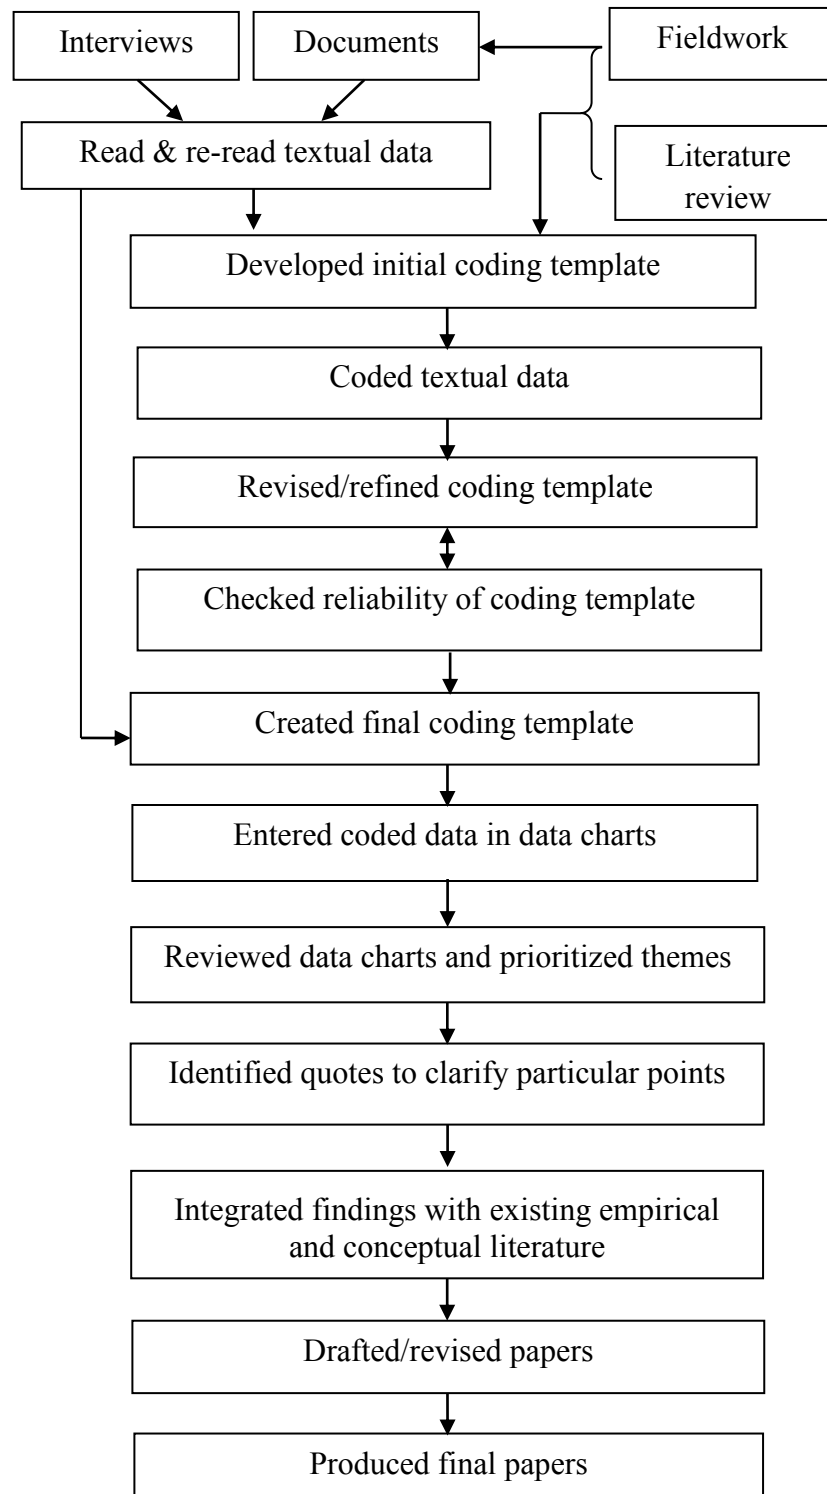 Interviews
Documents
Fieldwork
Read & re-read textual data
Literature
review
Developed initial coding template
Coded textual data
Revised/refined coding template
Checked reliability of coding template
Created final coding template
Entered coded data in data charts
Reviewed data charts and prioritized themes
Identified quotes to clarify particular points
Integrated findings with existing empirical
and conceptual literature
Drafted/revised papers
Produced final papers